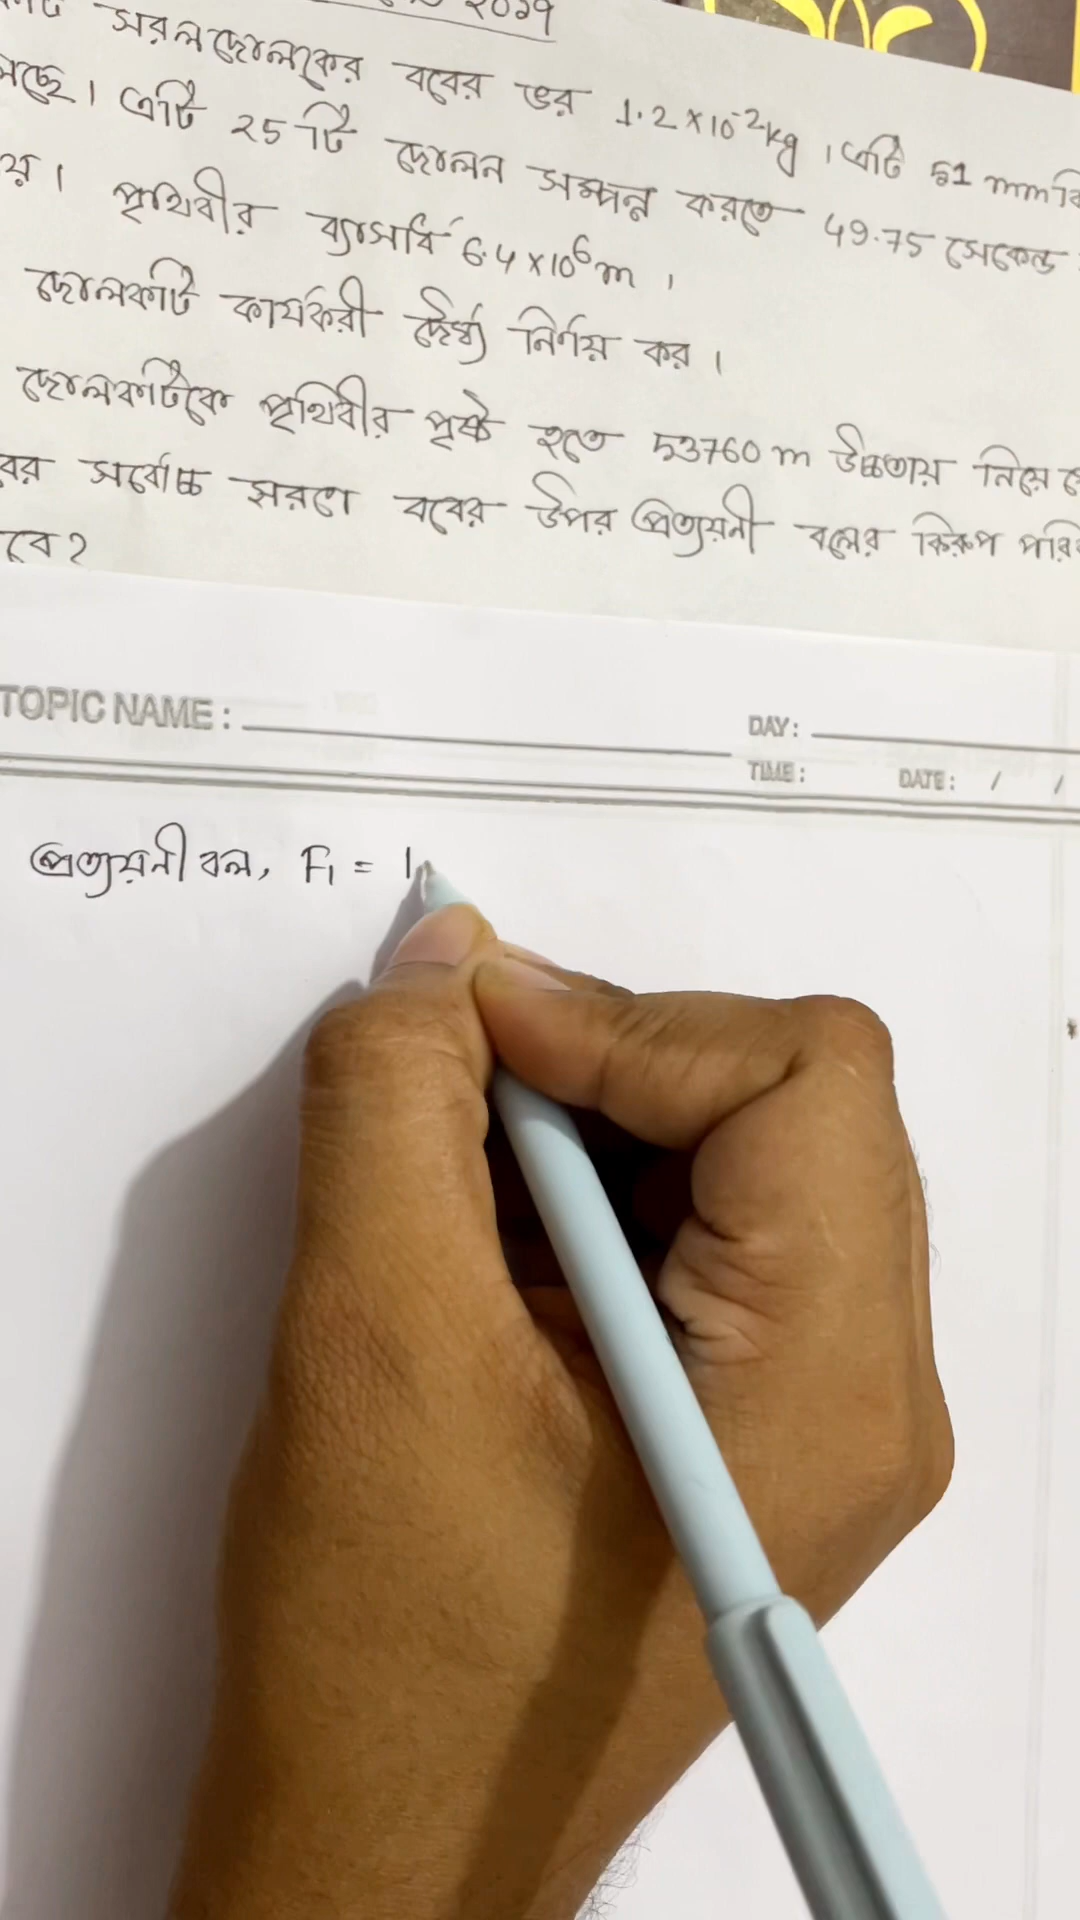 ২০১৭
সরলদোলকের ববের ভর 1.2×10⁻²kg । এটি 51 mm
। এটি 25 টি দোলন সম্পন্ন করতে 49.75 সেকেন্ড
য়। পৃথিবীর ব্যাসার্ধ 6.4×10⁶m ।
দোলকটি কার্যকরী দৈর্ঘ্য নির্ণয় কর।
দোলকটিকে পৃথিবীর পৃষ্ঠ হতে 53760 m উচ্চতায় নিয়ে
বের সর্বোচ্চ সরণে ববের উপর প্রত্যয়নী বলের কিরূপ
বে?
TOPIC NAME :
DAY :
TIME : DATE : / /
প্রত্যয়নী বল, F₁ = 1